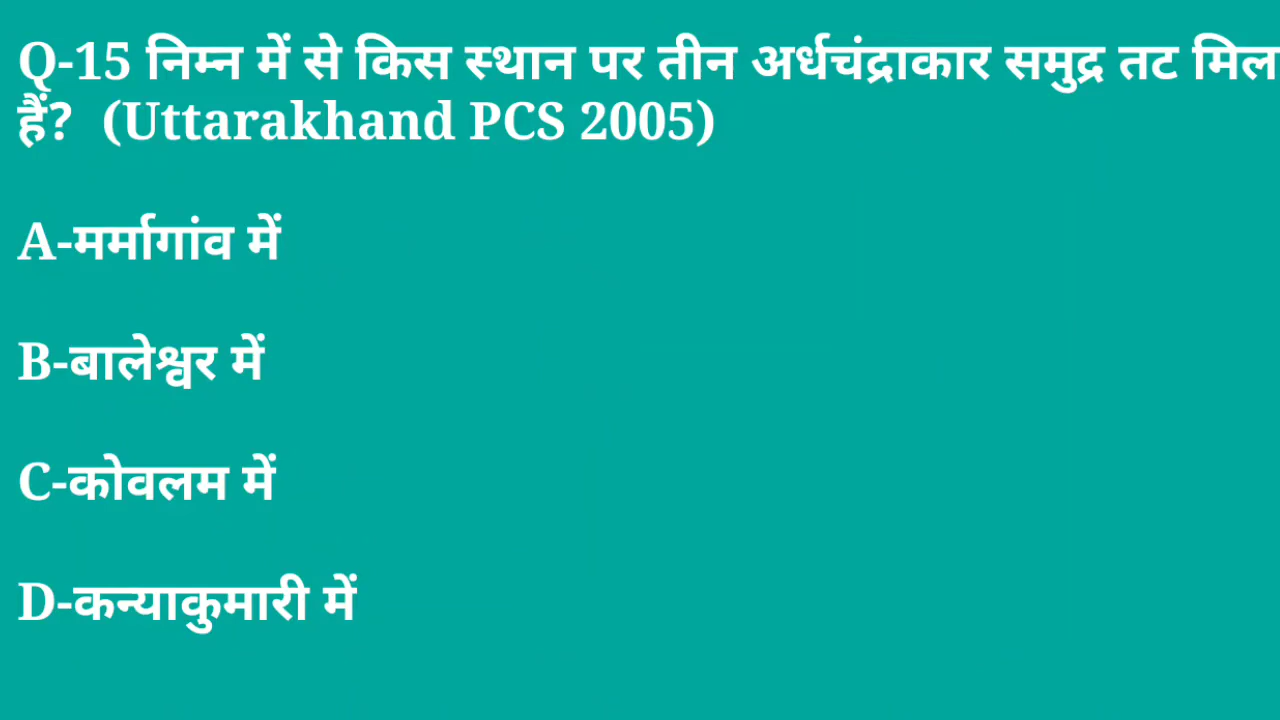 Q-15 निम्न में से किस स्थान पर तीन अर्धचंद्राकार समुद्र तट मिल
हैं? (Uttarakhand PCS 2005)
A-मर्मागांव में
B-बालेश्वर में
C-कोवलम में
D-कन्याकुमारी में